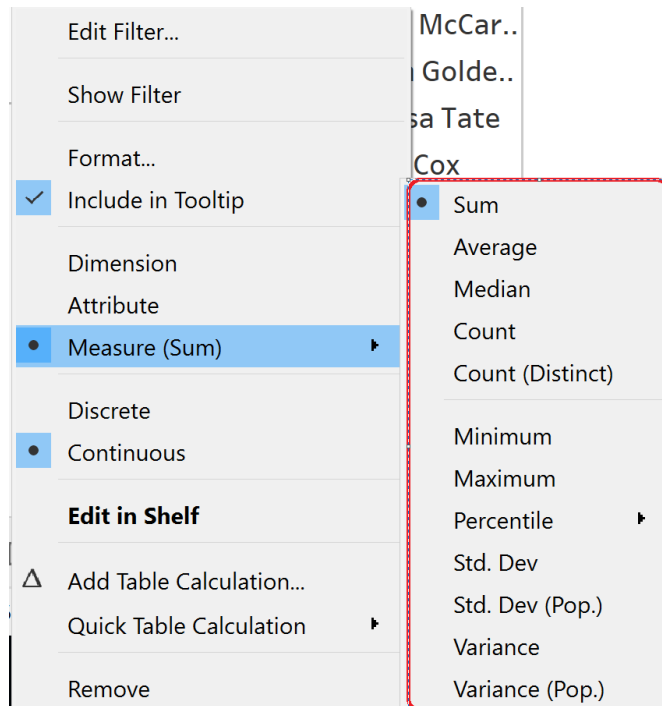 McCar..
Golde..
sa Tate
Cox
Edit Filter...
Show Filter
Format...
Include in Tooltip
Dimension
Attribute
Measure (Sum)
Discrete
Continuous
Edit in Shelf
Add Table Calculation...
Quick Table Calculation
Remove
Sum
Average
Median
Count
Count (Distinct)
Minimum
Maximum
Percentile
Std. Dev
Std. Dev (Pop.)
Variance
Variance (Pop.)